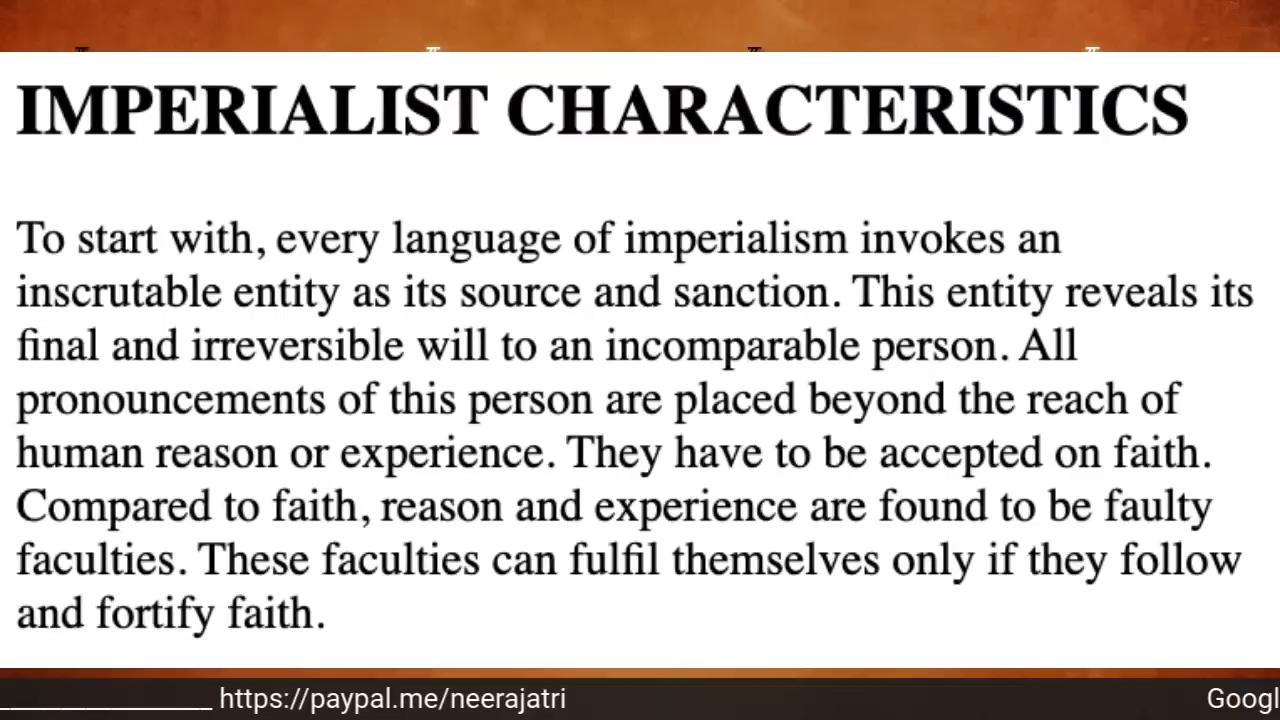 IMPERIALIST CHARACTERISTICS
To start with, every language of imperialism invokes an
inscrutable entity as its source and sanction. This entity reveals its
final and irreversible will to an incomparable person. All
pronouncements of this person are placed beyond the reach of
human reason or experience. They have to be accepted on faith.
Compared to faith, reason and experience are found to be faulty
faculties. These faculties can fulfil themselves only if they follow
and fortify faith.
________________ https://paypal.me/neerajatri Googl